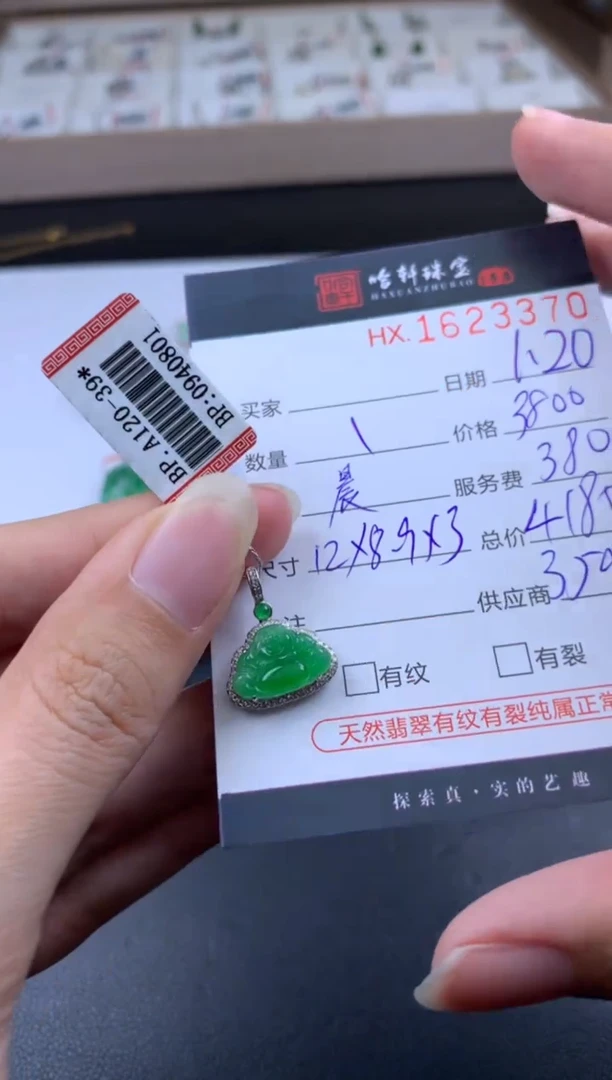 哈轩珠宝
HAXUANZHUBAO
HX.1623370
日期 1.20
买家
价格 3800
数量 1
服务费 380
晨
尺寸 12X8.9X3
总价 418
供应商 350
注
有纹 有裂
天然翡翠有纹有裂纯属正常
探索真·实的艺趣
BP:0940801
BP.A120-39*